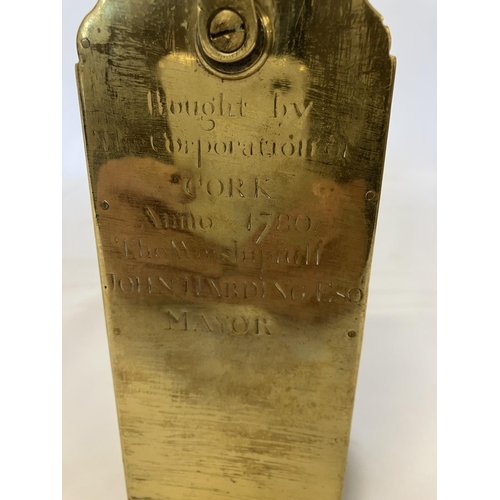 Bought by
The Corporation of
CORK
Anno 1780
The Worshipfull
JOHN HARDING ESQ
MAYOR